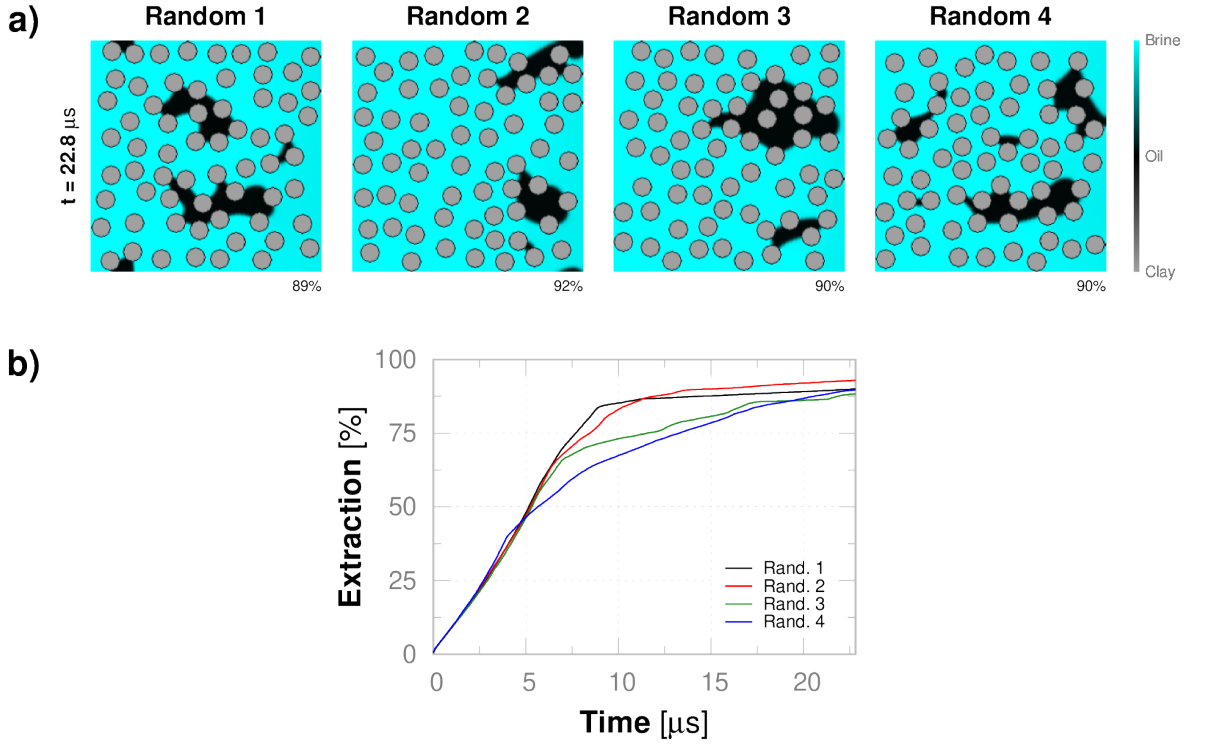 a)
Random 1
Random 2
Random 3
Random 4
t = 22.8 μs
Brine
Oil
Clay
89%
92%
90%
90%
b)
Extraction [%]
100
75
50
25
0
Rand. 1
Rand. 2
Rand. 3
Rand. 4
0 5 10 15 20
Time [μs]